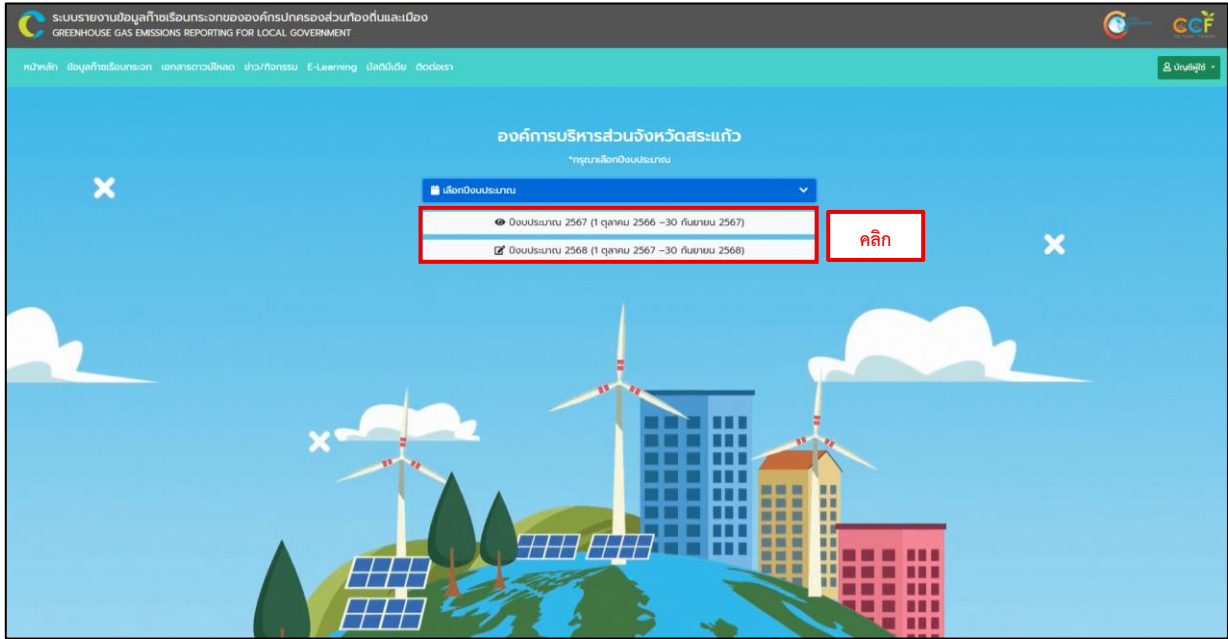 ระบบรายงานข้อมูลก๊าซเรือนกระจกขององค์กรปกครองส่วนท้องถิ่นและเมือง
GREENHOUSE GAS EMISSIONS REPORTING FOR LOCAL GOVERNMENT
CCF
หน้าหลัก ข้อมูลก๊าซเรือนกระจก เอกสารดาวน์โหลด ข่าว/กิจกรรม E-Learning มัลติมีเดีย ติดต่อเรา
บัญชีผู้ใช้
องค์การบริหารส่วนจังหวัดสระแก้ว
*กรุณาเลือกปีงบประมาณ
เลือกปีงบประมาณ
ปีงบประมาณ 2567 (1 ตุลาคม 2566 –30 กันยายน 2567)
คลิก
ปีงบประมาณ 2568 (1 ตุลาคม 2567 –30 กันยายน 2568)